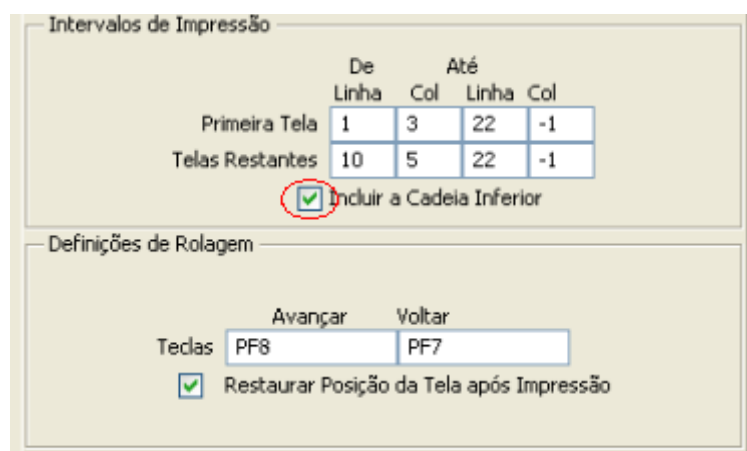 Intervalos de Impressão
De Até
Linha Col Linha Col
Primeira Tela 1 3 22 -1
Telas Restantes 10 5 22 -1
Incluir a Cadeia Inferior
Definições de Rolagem
Avançar Voltar
Teclas PF8 PF7
Restaurar Posição da Tela após Impressão